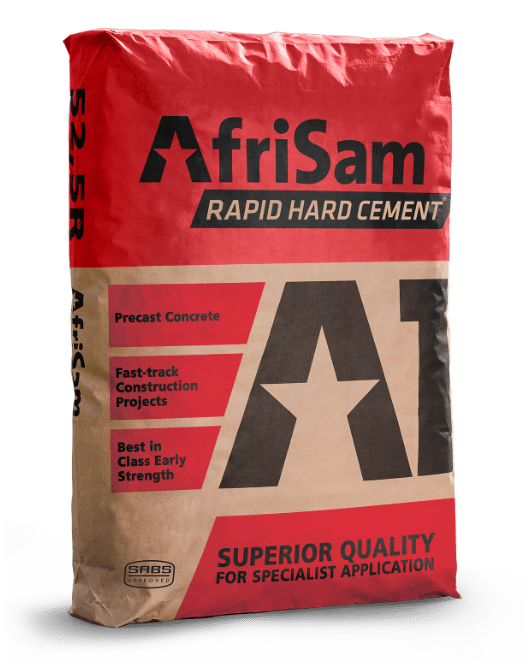 AfriSam
RAPID HARD CEMENT®
52,5R
AfriSam
Precast Concrete
Fast-track
Construction
Projects
Best in
Class Early
Strength
SUPERIOR QUALITY
FOR SPECIALIST APPLICATION
SABS
APPROVED